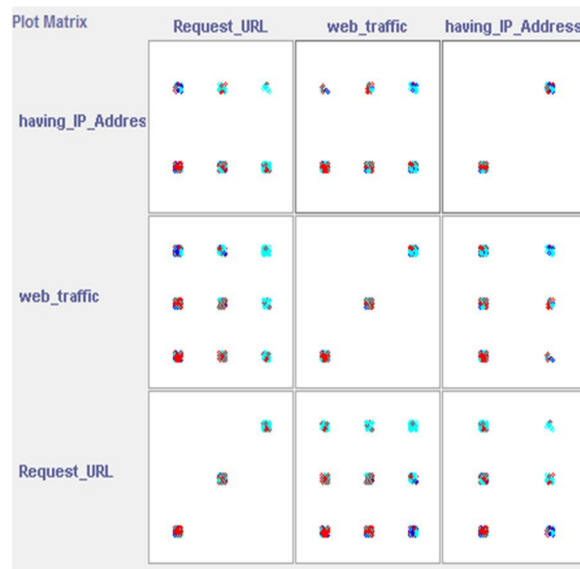 Plot Matrix
Request_URL web_traffic having_IP_Address
having_IP_Addres
web_traffic
Request_URL